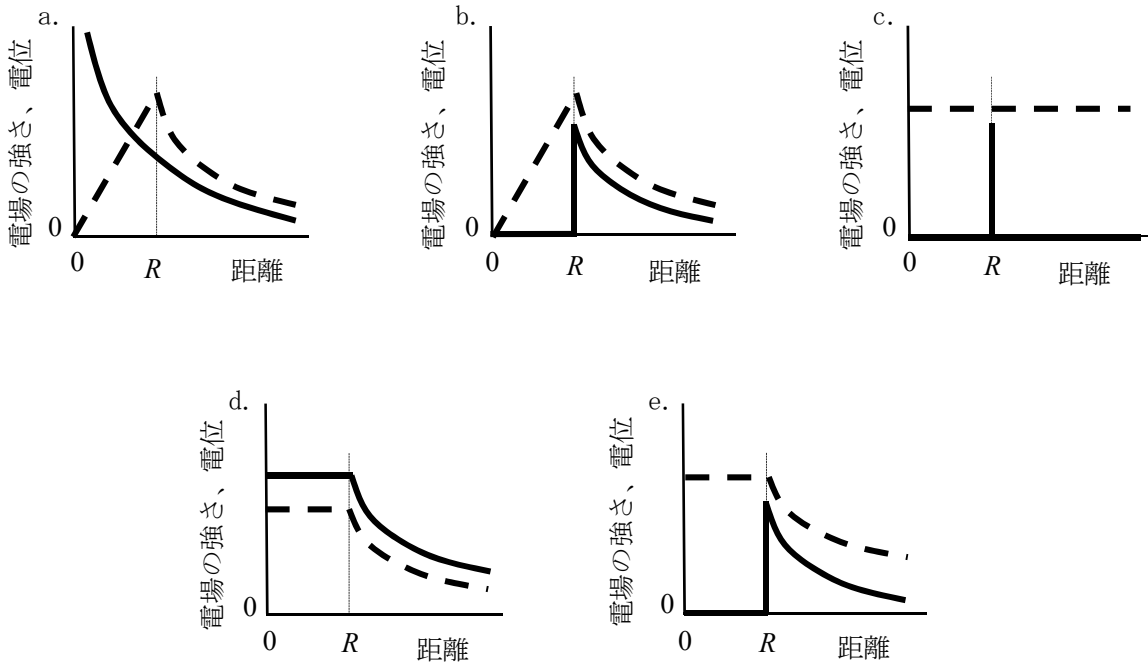 a.
電場の強さ、電位
0
0 R 距離
b.
電場の強さ、電位
0
0 R 距離
c.
電場の強さ、電位
0
0 R 距離
d.
電場の強さ、電位
0
0 R 距離
e.
電場の強さ、電位
0
0 R 距離